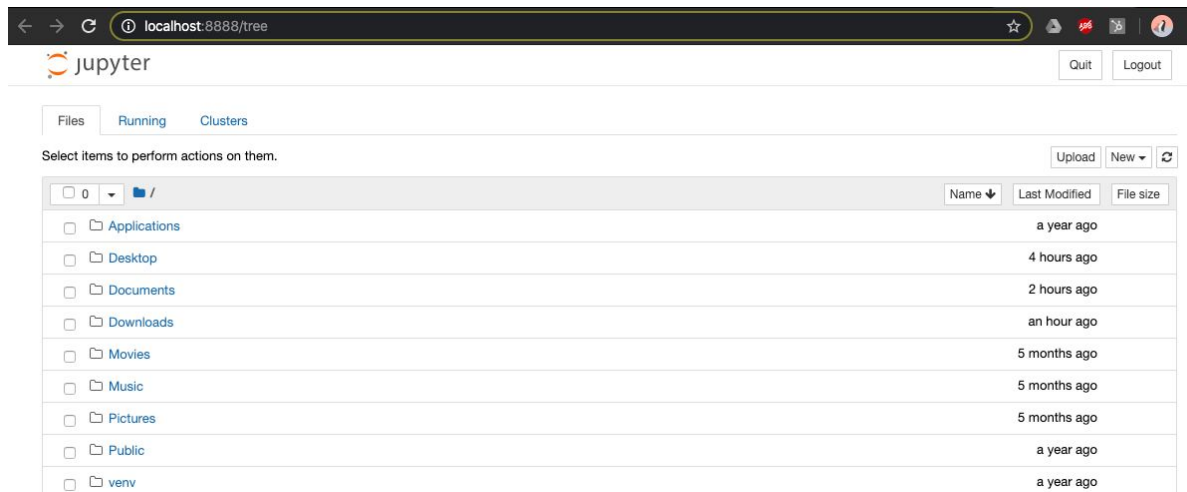 localhost:8888/tree
jupyter
Quit Logout
Files Running Clusters
Select items to perform actions on them.
Upload New
0 / Name Last Modified File size
Applications a year ago
Desktop 4 hours ago
Documents 2 hours ago
Downloads an hour ago
Movies 5 months ago
Music 5 months ago
Pictures 5 months ago
Public a year ago
venv a year ago